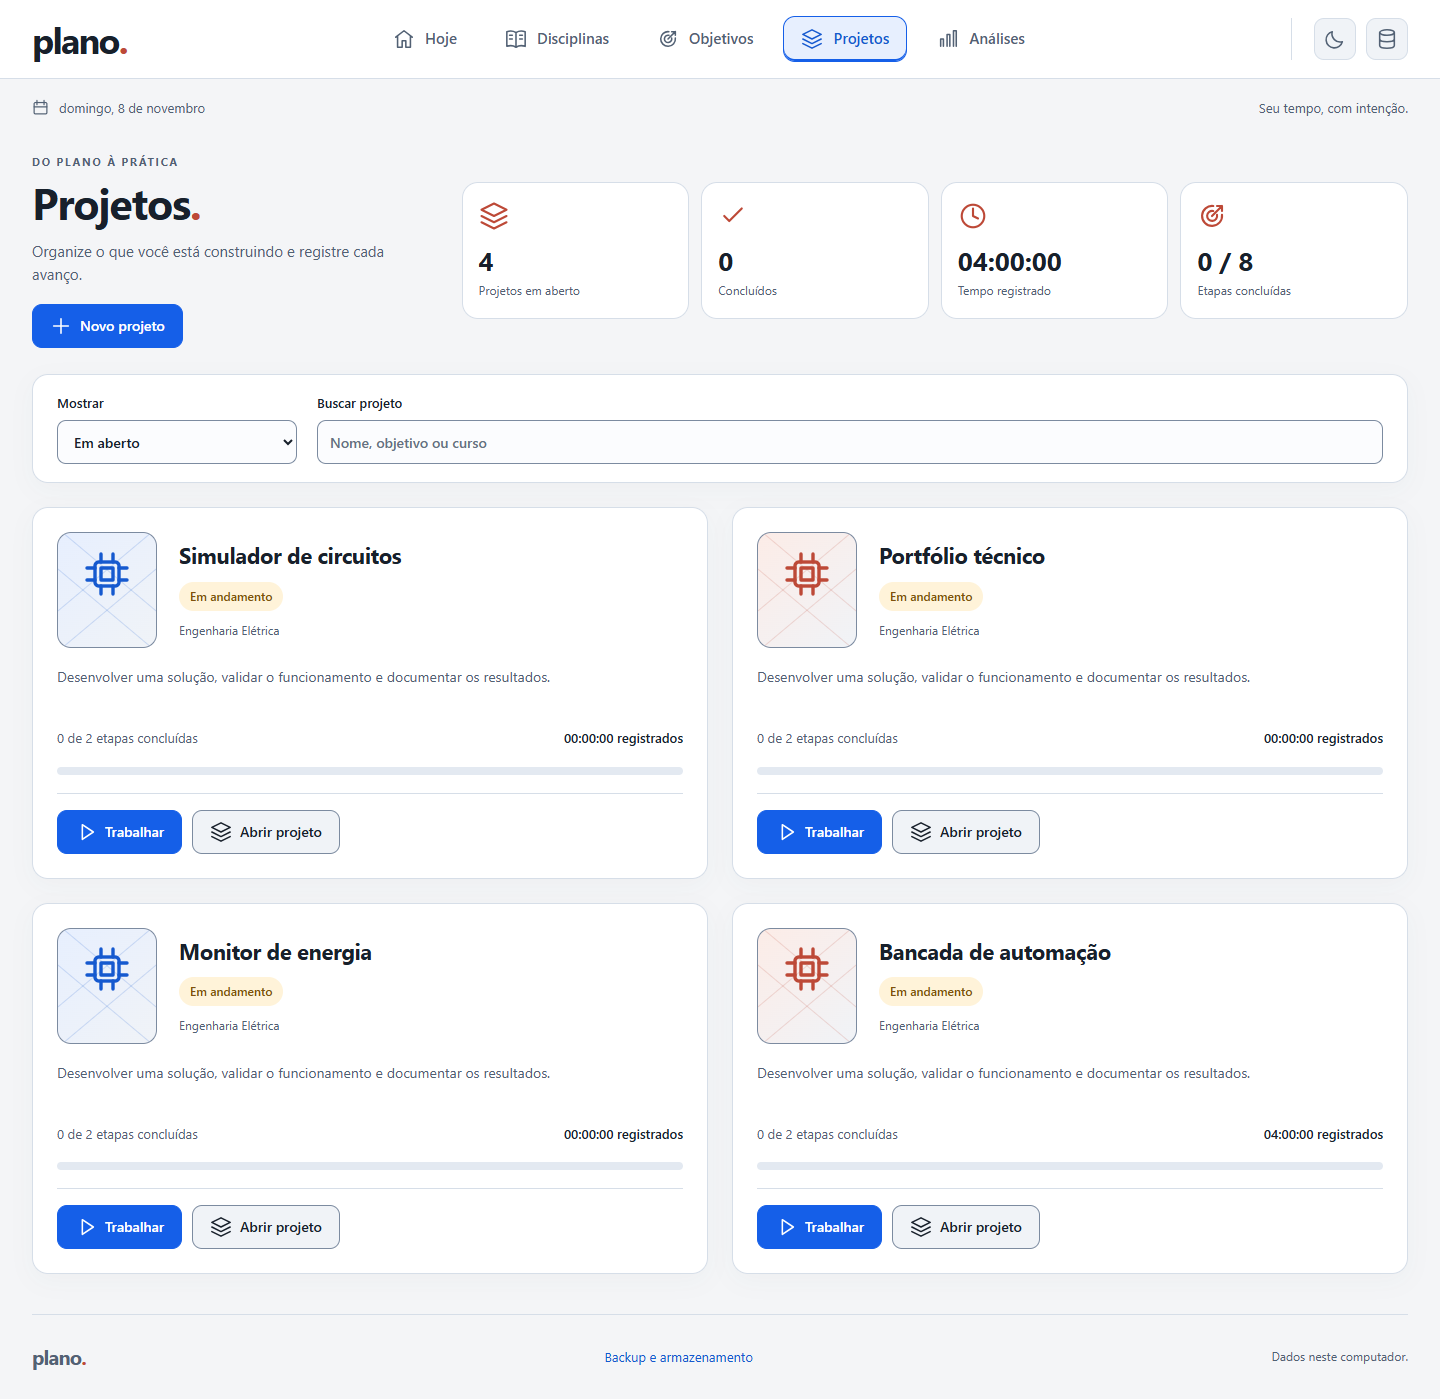 plano.
Hoje
Disciplinas
Objetivos
Projetos
Análises
domingo, 8 de novembro
Seu tempo, com intenção.
DO PLANO À PRÁTICA
Projetos.
Organize o que você está construindo e registre cada
avanço.
Novo projeto
4
Projetos em aberto
0
Concluídos
04:00:00
Tempo registrado
0 / 8
Etapas concluídas
Mostrar
Em aberto
Buscar projeto
Nome, objetivo ou curso
Simulador de circuitos
Em andamento
Engenharia Elétrica
Desenvolver uma solução, validar o funcionamento e documentar os resultados.
0 de 2 etapas concluídas
00:00:00 registrados
Trabalhar
Abrir projeto
Portfólio técnico
Em andamento
Engenharia Elétrica
Desenvolver uma solução, validar o funcionamento e documentar os resultados.
0 de 2 etapas concluídas
00:00:00 registrados
Trabalhar
Abrir projeto
Monitor de energia
Em andamento
Engenharia Elétrica
Desenvolver uma solução, validar o funcionamento e documentar os resultados.
0 de 2 etapas concluídas
00:00:00 registrados
Trabalhar
Abrir projeto
Bancada de automação
Em andamento
Engenharia Elétrica
Desenvolver uma solução, validar o funcionamento e documentar os resultados.
0 de 2 etapas concluídas
04:00:00 registrados
Trabalhar
Abrir projeto
plano.
Backup e armazenamento
Dados neste computador.